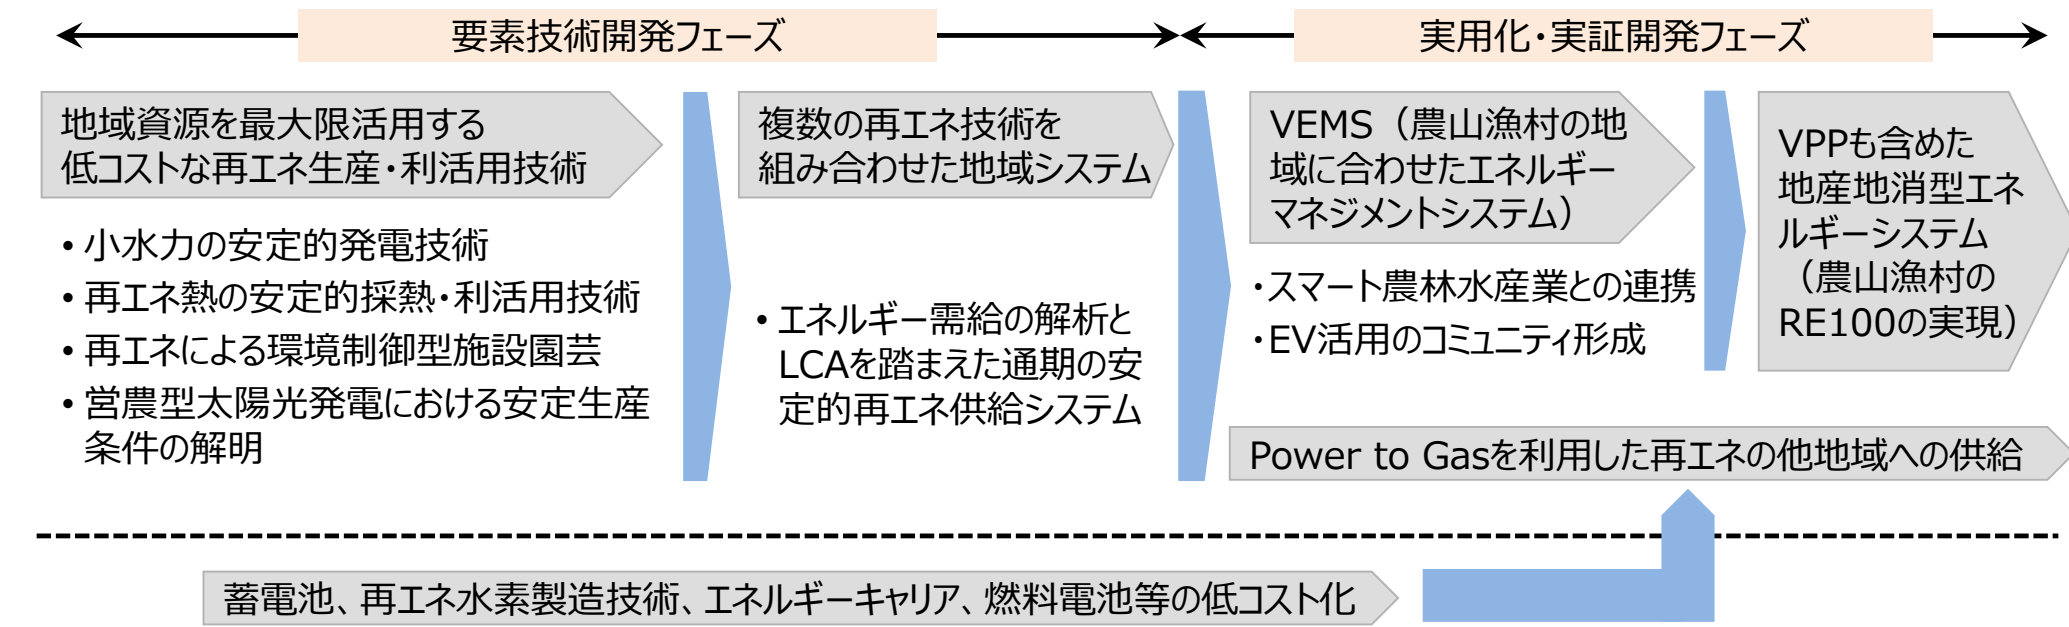 要素技術開発フェーズ
実用化・実証開発フェーズ
地域資源を最大限活用する
低コストな再エネ生産・利活用技術
• 小水力の安定的発電技術
• 再エネ熱の安定的採熱・利活用技術
• 再エネによる環境制御型施設園芸
• 営農型太陽光発電における安定生産
条件の解明
複数の再エネ技術を
組み合わせた地域システム
• エネルギー需給の解析と
LCAを踏まえた通期の安
定的再エネ供給システム
VEMS（農山漁村の地
域に合わせたエネルギー
マネジメントシステム）
・スマート農林水産業との連携
・EV活用のコミュニティ形成
VPPも含めた
地産地消型エネ
ルギーシステム
（農山漁村の
RE100の実現）
Power to Gasを利用した再エネの他地域への供給
蓄電池、再エネ水素製造技術、エネルギーキャリア、燃料電池等の低コスト化